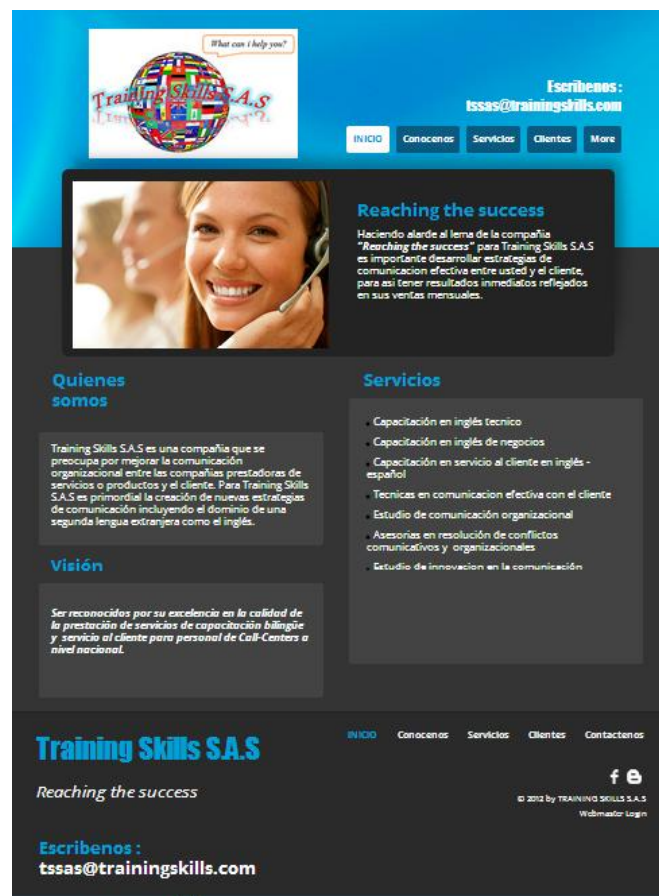 What can i help you?
Training Skills S.A.S
Escribenos :
tssas@trainingskills.com
INICIO Conocenos Servicios Clientes More
Reaching the success
Haciendo alarde al lema de la compañia
"Reaching the success" para Training Skills S.A.S
es importante desarrollar estrategias de
comunicacion efectiva entre usted y el cliente,
para asi tener resultados inmediatos reflejados
en sus ventas mensuales.
Quienes
somos
Training Skills S.A.S es una compañia que se
preocupa por mejorar la comunicación
organizacional entre las compañias prestadoras de
servicios o productos y el cliente. Para Training Skills
S.A.S es primordial la creación de nuevas estrategias
de comunicación incluyendo el dominio de una
segunda lengua extranjera como el inglés.
Visión
Ser reconocidos por su excelencia en la calidad de
la prestación de servicios de capacitación bilingüe
y servicio al cliente para personal de Call-Centers a
nivel nacional.
Servicios
Capacitación en inglés tecnico
Capacitación en inglés de negocios
Capacitación en servicio al cliente en inglés -
español
Tecnicas en comunicacion efectiva con el cliente
Estudio de comunicación organizacional
Asesorias en resolución de conflictos
comunicativos y organizacionales
Estudio de innovacion en la comunicación
Training Skills S.A.S
Reaching the success
Escribenos :
tssas@trainingskills.com
INICIO Conocenos Servicios Clientes Contactenos
© 2012 by TRAINING SKILLS S.A.S
Webmaster Login